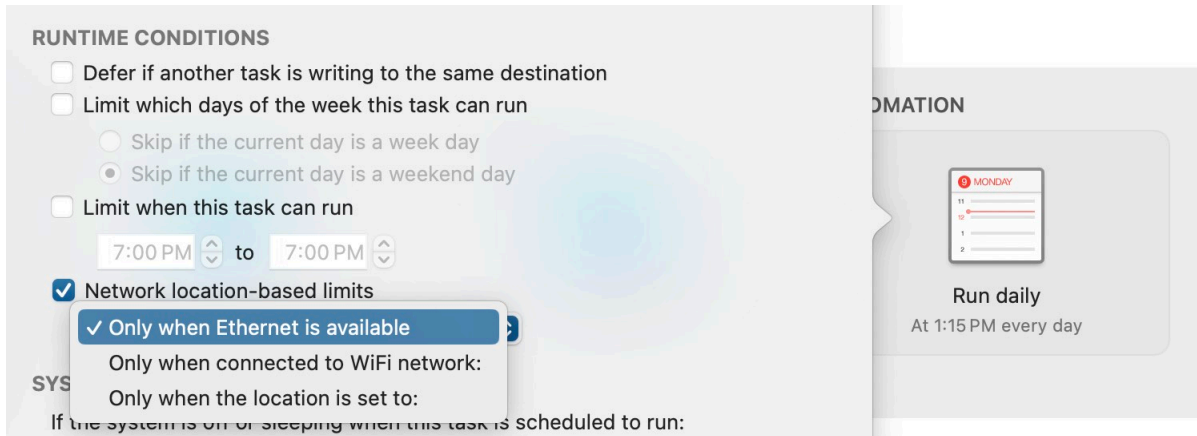 RUNTIME CONDITIONS
Defer if another task is writing to the same destination
Limit which days of the week this task can run
Skip if the current day is a week day
Skip if the current day is a weekend day
Limit when this task can run
7:00 PM to 7:00 PM
Network location-based limits
Only when Ethernet is available
Only when connected to WiFi network:
Only when the location is set to:
SYS
If the system is off or sleeping when this task is scheduled to run:
OMATION
9 MONDAY
11
12
1
2
Run daily
At 1:15 PM every day